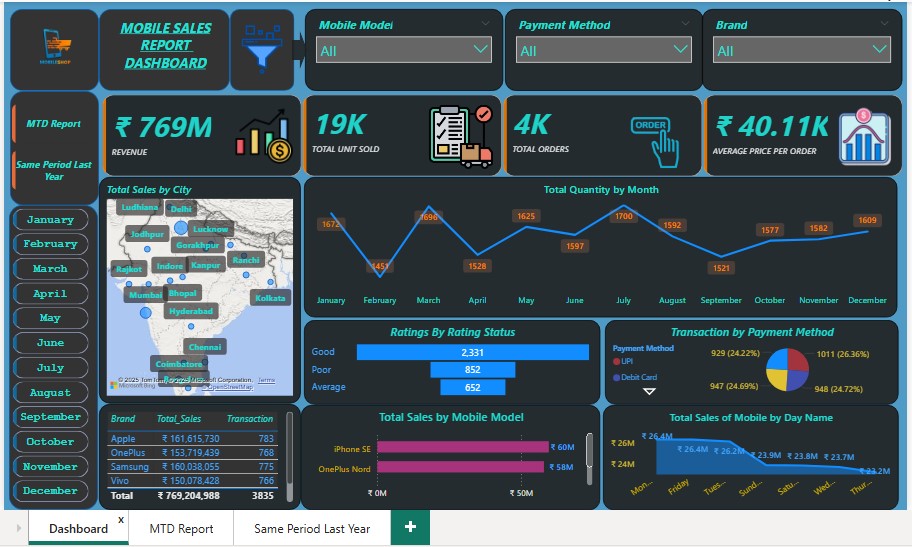 MOBILE SALES
REPORT
DASHBOARD
MOBILESHOP
Mobile Model
All
Payment Method
All
Brand
All
MTD Report
Same Period Last
Year
₹ 769M
REVENUE
19K
TOTAL UNIT SOLD
4K
TOTAL ORDERS
ORDER
₹ 40.11K
AVERAGE PRICE PER ORDER
January
February
March
April
May
June
July
August
September
October
November
December
Total Sales by City
Ludhiana
Delhi
Jodhpur
Lucknow
Gorakhpur
Rajkot
Indore
Kanpur
Ranchi
Mumbai
Bhopal
Kolkata
Hyderabad
Chennai
Coimbatore
Microsoft Bing
© 2025 TomTom, © 2025 Microsoft Corporation, Terms
© OpenStreetMap
Total Quantity by Month
1672
1451
1696
1528
1625
1597
1700
1592
1521
1577
1582
1609
January February March April May June July August September October November December
Ratings By Rating Status
Good 2,331
Poor 852
Average 652
Transaction by Payment Method
Payment Method
UPI
Debit Card
929 (24.22%)
1011 (26.36%)
947 (24.69%)
948 (24.72%)
Brand Total_Sales Transaction
Apple ₹ 161,615,730 783
OnePlus ₹ 153,719,439 768
Samsung ₹ 160,038,055 775
Vivo ₹ 150,078,428 766
Total ₹ 769,204,988 3835
Total Sales by Mobile Model
iPhone SE ₹ 60M
OnePlus Nord ₹ 58M
₹ 0M ₹ 50M
Total Sales of Mobile by Day Name
₹ 26M
₹ 24M
₹ 26.4M
₹ 26.4M
₹ 26.2M
₹ 23.9M
₹ 23.8M
₹ 23.7M
₹ 23.2M
Mon... Friday Tues... Sund... Satu... Wed... Thur...
Dashboard x
MTD Report
Same Period Last Year
+